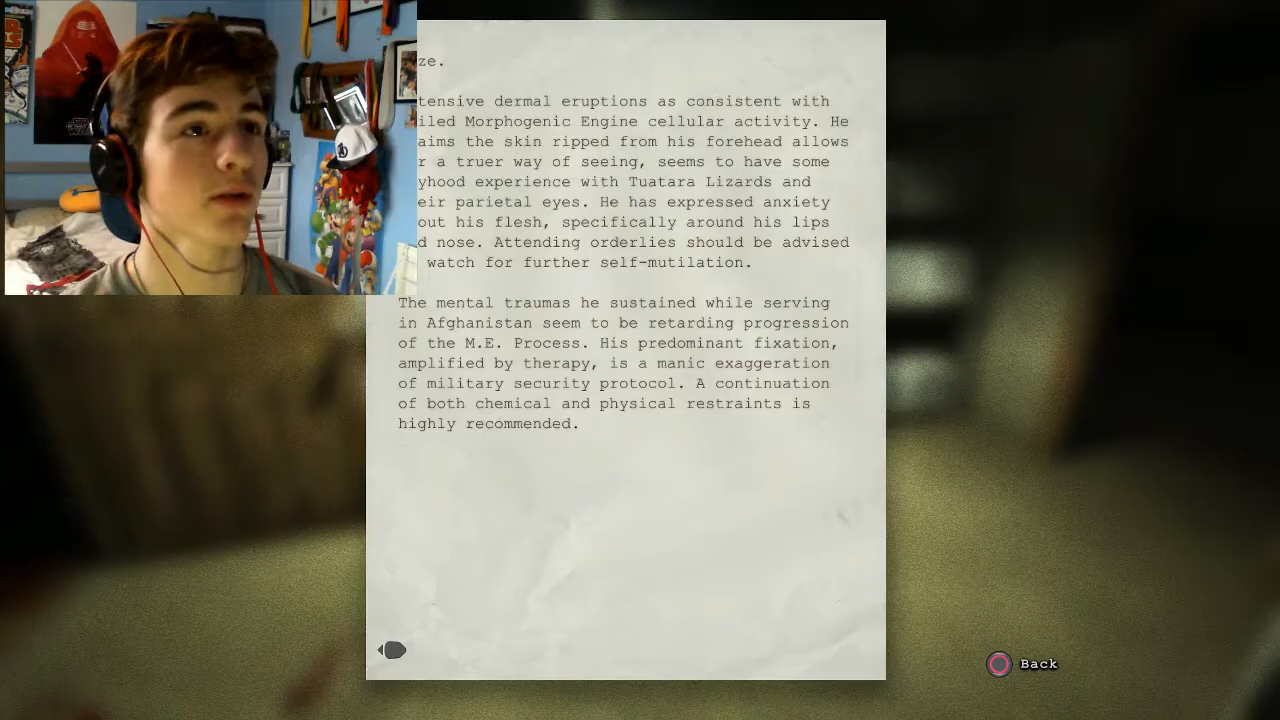 ze.
tensive dermal eruptions as consistent with
iled Morphogenic Engine cellular activity. He
aims the skin ripped from his forehead allows
r a truer way of seeing, seems to have some
yhood experience with Tuatara Lizards and
eir parietal eyes. He has expressed anxiety
out his flesh, specifically around his lips
d nose. Attending orderlies should be advised
watch for further self-mutilation.
The mental traumas he sustained while serving
in Afghanistan seem to be retarding progression
of the M.E. Process. His predominant fixation,
amplified by therapy, is a manic exaggeration
of military security protocol. A continuation
of both chemical and physical restraints is
highly recommended.
Back